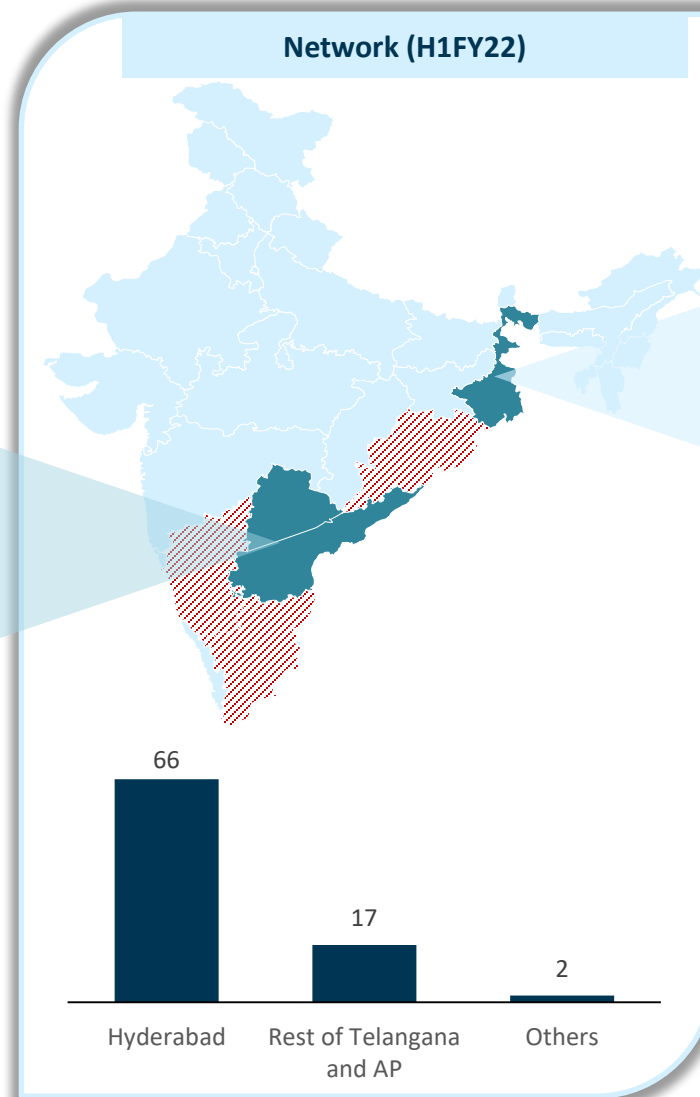 Network (H1FY22)
66
17
2
Hyderabad
Rest of Telangana
and AP
Others